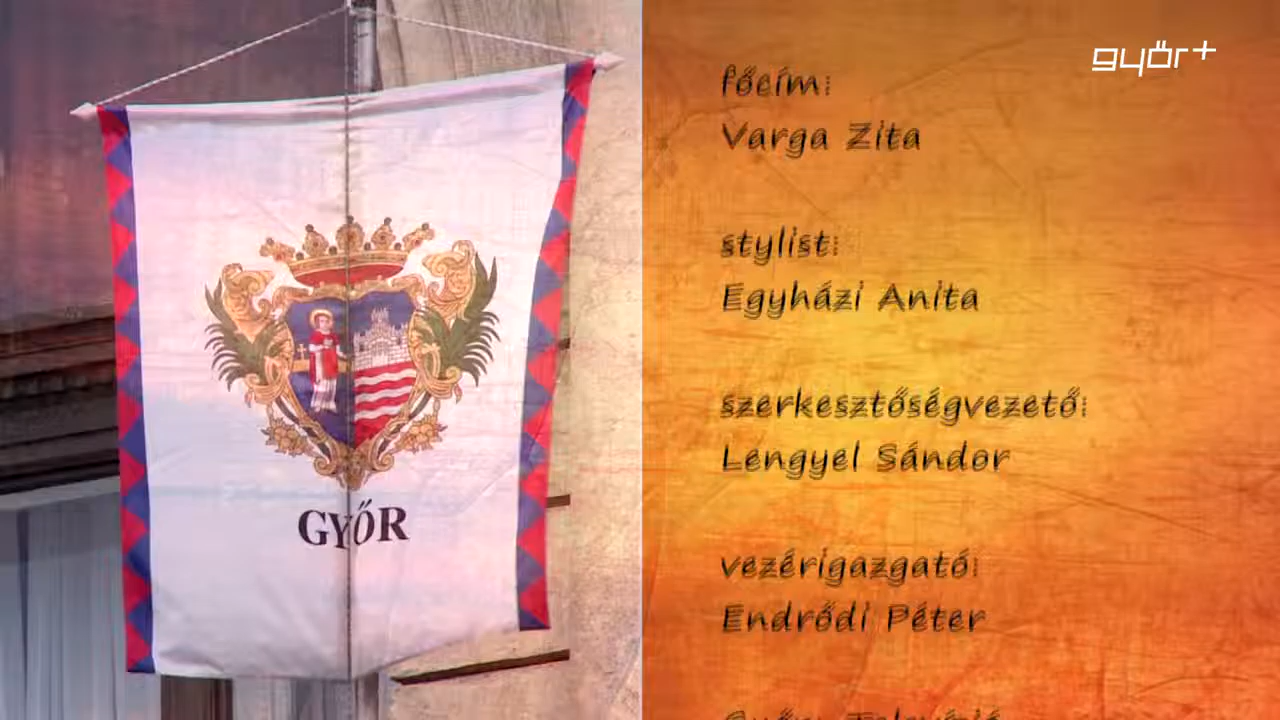 GYŐR
győr+
főcím:
Varga Zita
stylist:
Egyházi Anita
szerkesztőségvezető:
Lengyel Sándor
vezérigazgató:
Endrődi Péter